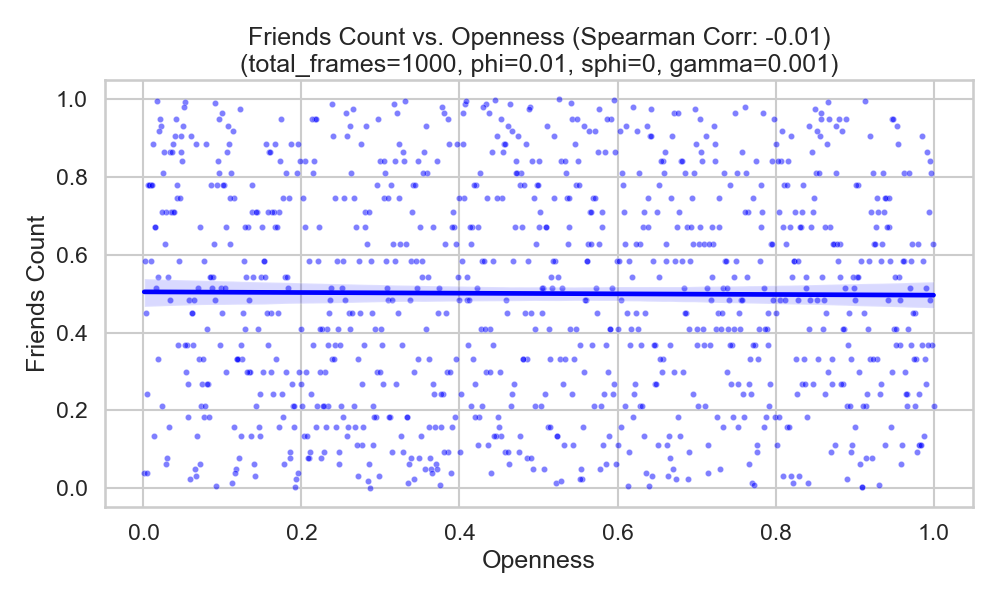 Friends Count vs. Openness (Spearman Corr: -0.01)
(total_frames=1000, phi=0.01, sphi=0, gamma=0.001)
1.0
0.8
0.6
0.4
0.2
0.0
Friends Count
0.0 0.2 0.4 0.6 0.8 1.0
Openness